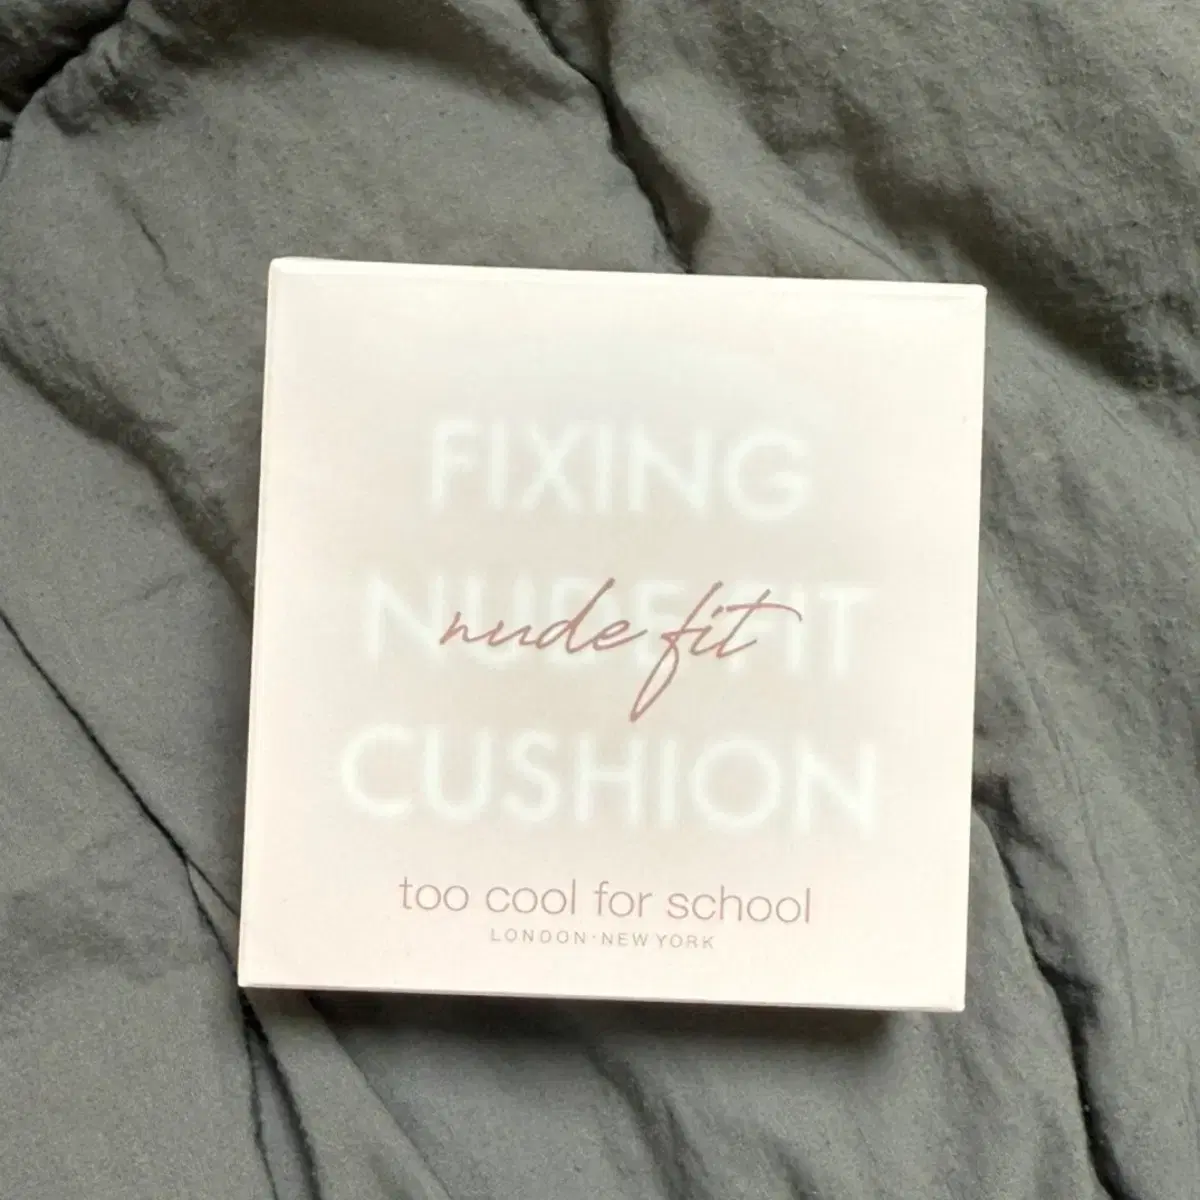 FIXING
NUDE FIT
nude fit
CUSHION
too cool for school
LONDON·NEW YORK